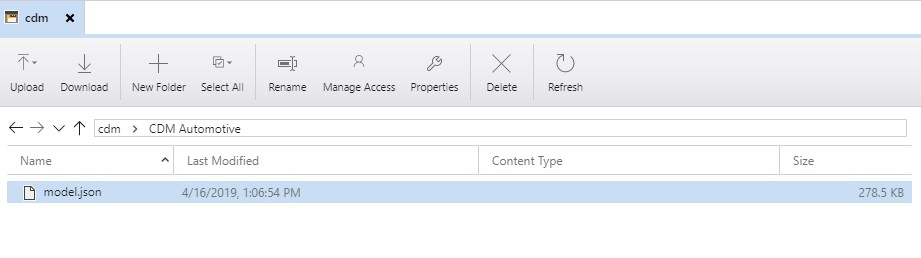 cdm
Upload Download New Folder Select All Rename Manage Access Properties Delete Refresh
cdm CDM Automotive
Name Last Modified Content Type Size
model.json 4/16/2019, 1:06:54 PM 278.5 KB